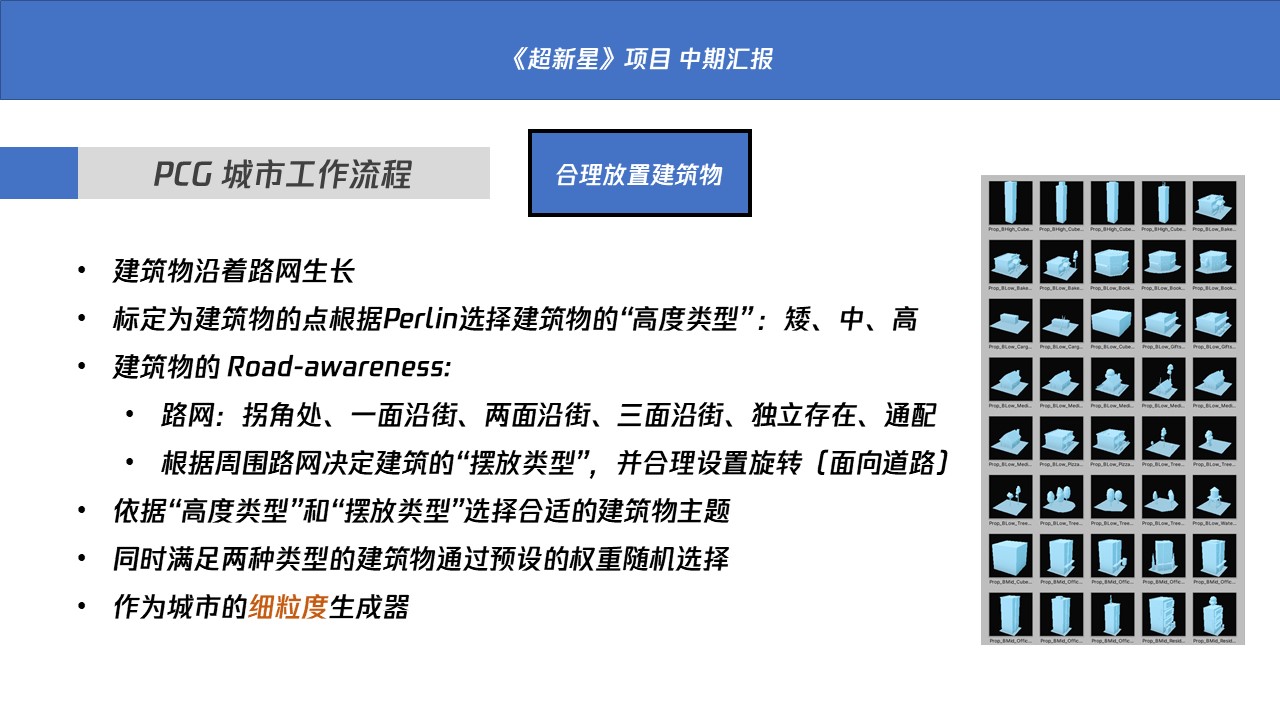 《超新星》项目 中期汇报
PCG 城市工作流程
合理放置建筑物
• 建筑物沿着路网生长
• 标定为建筑物的点根据Perlin选择建筑物的“高度类型”：矮、中、高
• 建筑物的 Road-awareness:
• 路网：拐角处、一面沿街、两面沿街、三面沿街、独立存在、通配
• 根据周围路网决定建筑的“摆放类型”，并合理设置旋转（面向道路）
• 依据“高度类型”和“摆放类型”选择合适的建筑物主题
• 同时满足两种类型的建筑物通过预设的权重随机选择
• 作为城市的细粒度生成器
Prop_BHigh_Cube... Prop_BHigh_Cube... Prop_BHigh_Cube... Prop_BHigh_Cube... Prop_BLow_Bake...
Prop_BLow_Bake... Prop_BLow_Bake... Prop_BLow_Book... Prop_BLow_Book... Prop_BLow_Book...
Prop_BLow_Carg... Prop_BLow_Carg... Prop_BLow_Cube... Prop_BLow_Gifts... Prop_BLow_Gifts...
Prop_BLow_Medi... Prop_BLow_Medi... Prop_BLow_Medi... Prop_BLow_Medi... Prop_BLow_Medi...
Prop_BLow_Medi... Prop_BLow_Pizza... Prop_BLow_Pizza... Prop_BLow_Tree... Prop_BLow_Tree...
Prop_BLow_Tree... Prop_BLow_Tree... Prop_BLow_Tree... Prop_BLow_Tree... Prop_BLow_Wate...
Prop_BMid_Cube... Prop_BMid_Offic... Prop_BMid_Offic... Prop_BMid_Offic... Prop_BMid_Offic...
Prop_BMid_Offic... Prop_BMid_Offic... Prop_BMid_Offic... Prop_BMid_Resid... Prop_BMid_Resid...